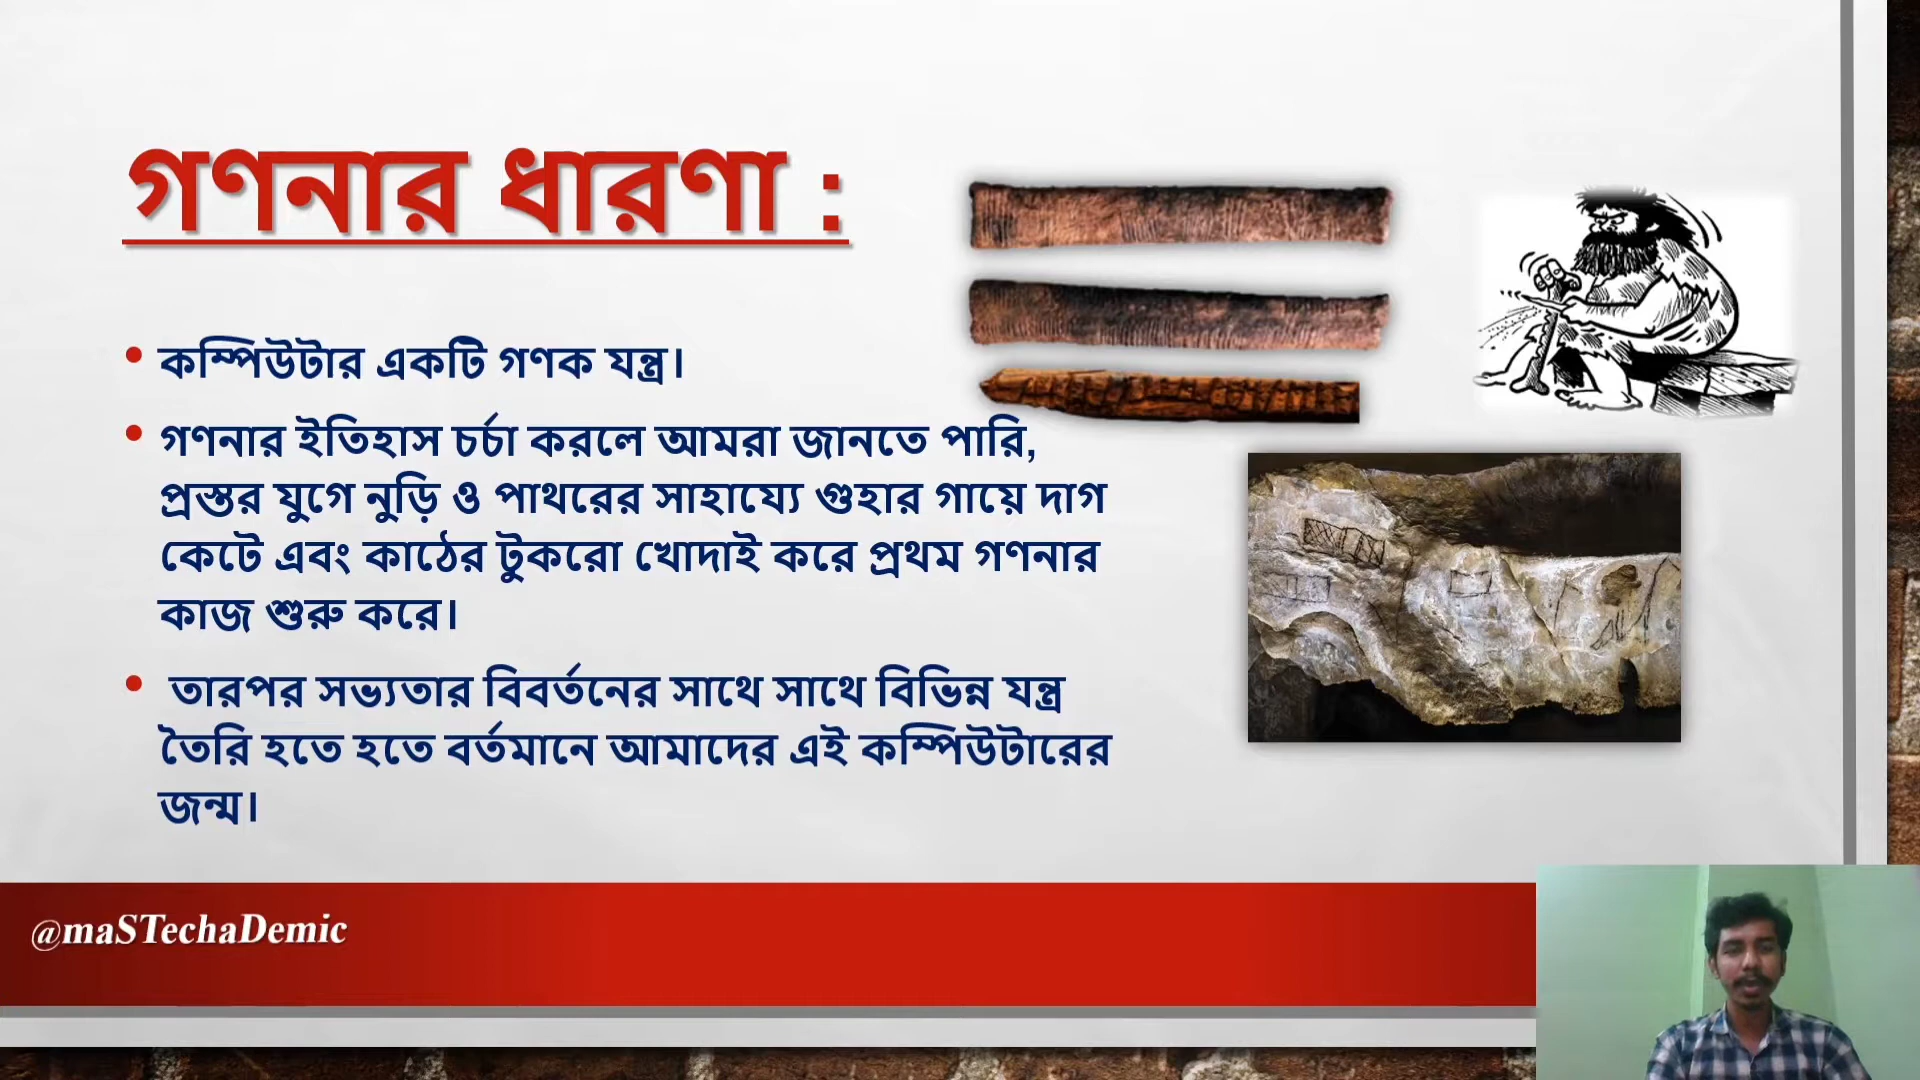 গণনার ধারণা :
• কম্পিউটার একটি গণক যন্ত্র।
• গণনার ইতিহাস চর্চা করলে আমরা জানতে পারি,
প্রস্তর যুগে নুড়ি ও পাথরের সাহায্যে গুহার গায়ে দাগ
কেটে এবং কাঠের টুকরো খোদাই করে প্রথম গণনার
কাজ শুরু করে।
• তারপর সভ্যতার বিবর্তনের সাথে সাথে বিভিন্ন যন্ত্র
তৈরি হতে হতে বর্তমানে আমাদের এই কম্পিউটারের
জন্ম।
@maSTechaDemic